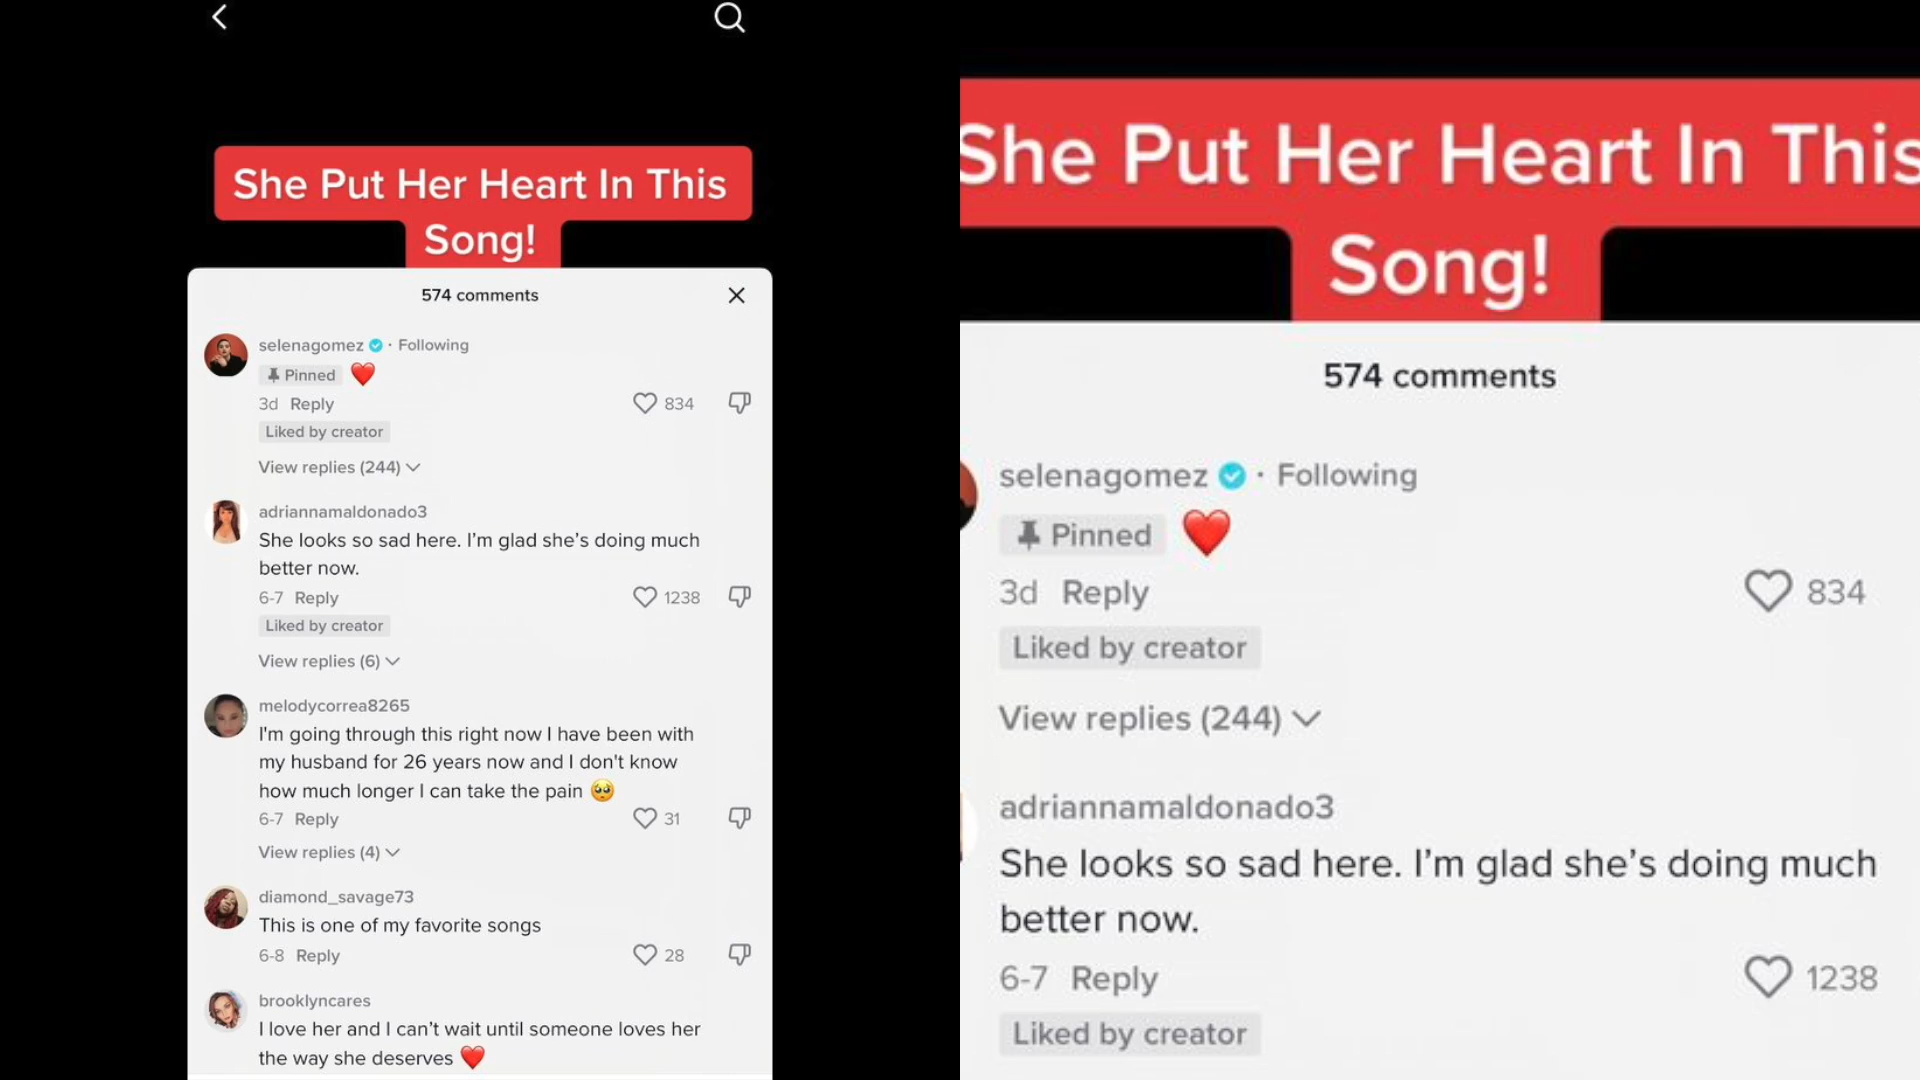 She Put Her Heart In This
Song!
574 comments
selenagomez · Following
Pinned ❤️
3d Reply 834
Liked by creator
View replies (244)
adriannamaldonado3
She looks so sad here. I’m glad she’s doing much
better now.
6-7 Reply 1238
Liked by creator
View replies (6)
melodycorrea8265
I'm going through this right now I have been with
my husband for 26 years now and I don't know
how much longer I can take the pain 🥺
6-7 Reply 31
View replies (4)
diamond_savage73
This is one of my favorite songs
6-8 Reply 28
brooklyncares
I love her and I can’t wait until someone loves her
the way she deserves ❤️
She Put Her Heart In This
Song!
574 comments
selenagomez · Following
Pinned ❤️
3d Reply 834
Liked by creator
View replies (244)
adriannamaldonado3
She looks so sad here. I’m glad she’s doing much
better now.
6-7 Reply 1238
Liked by creator